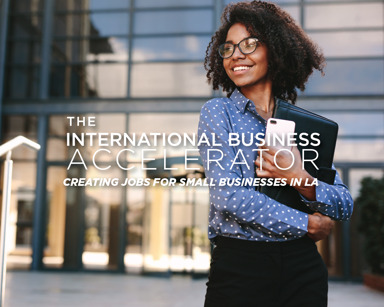 THE
INTERNATIONAL BUSINESS
ACCELERATOR
CREATING JOBS FOR SMALL BUSINESSES IN LA